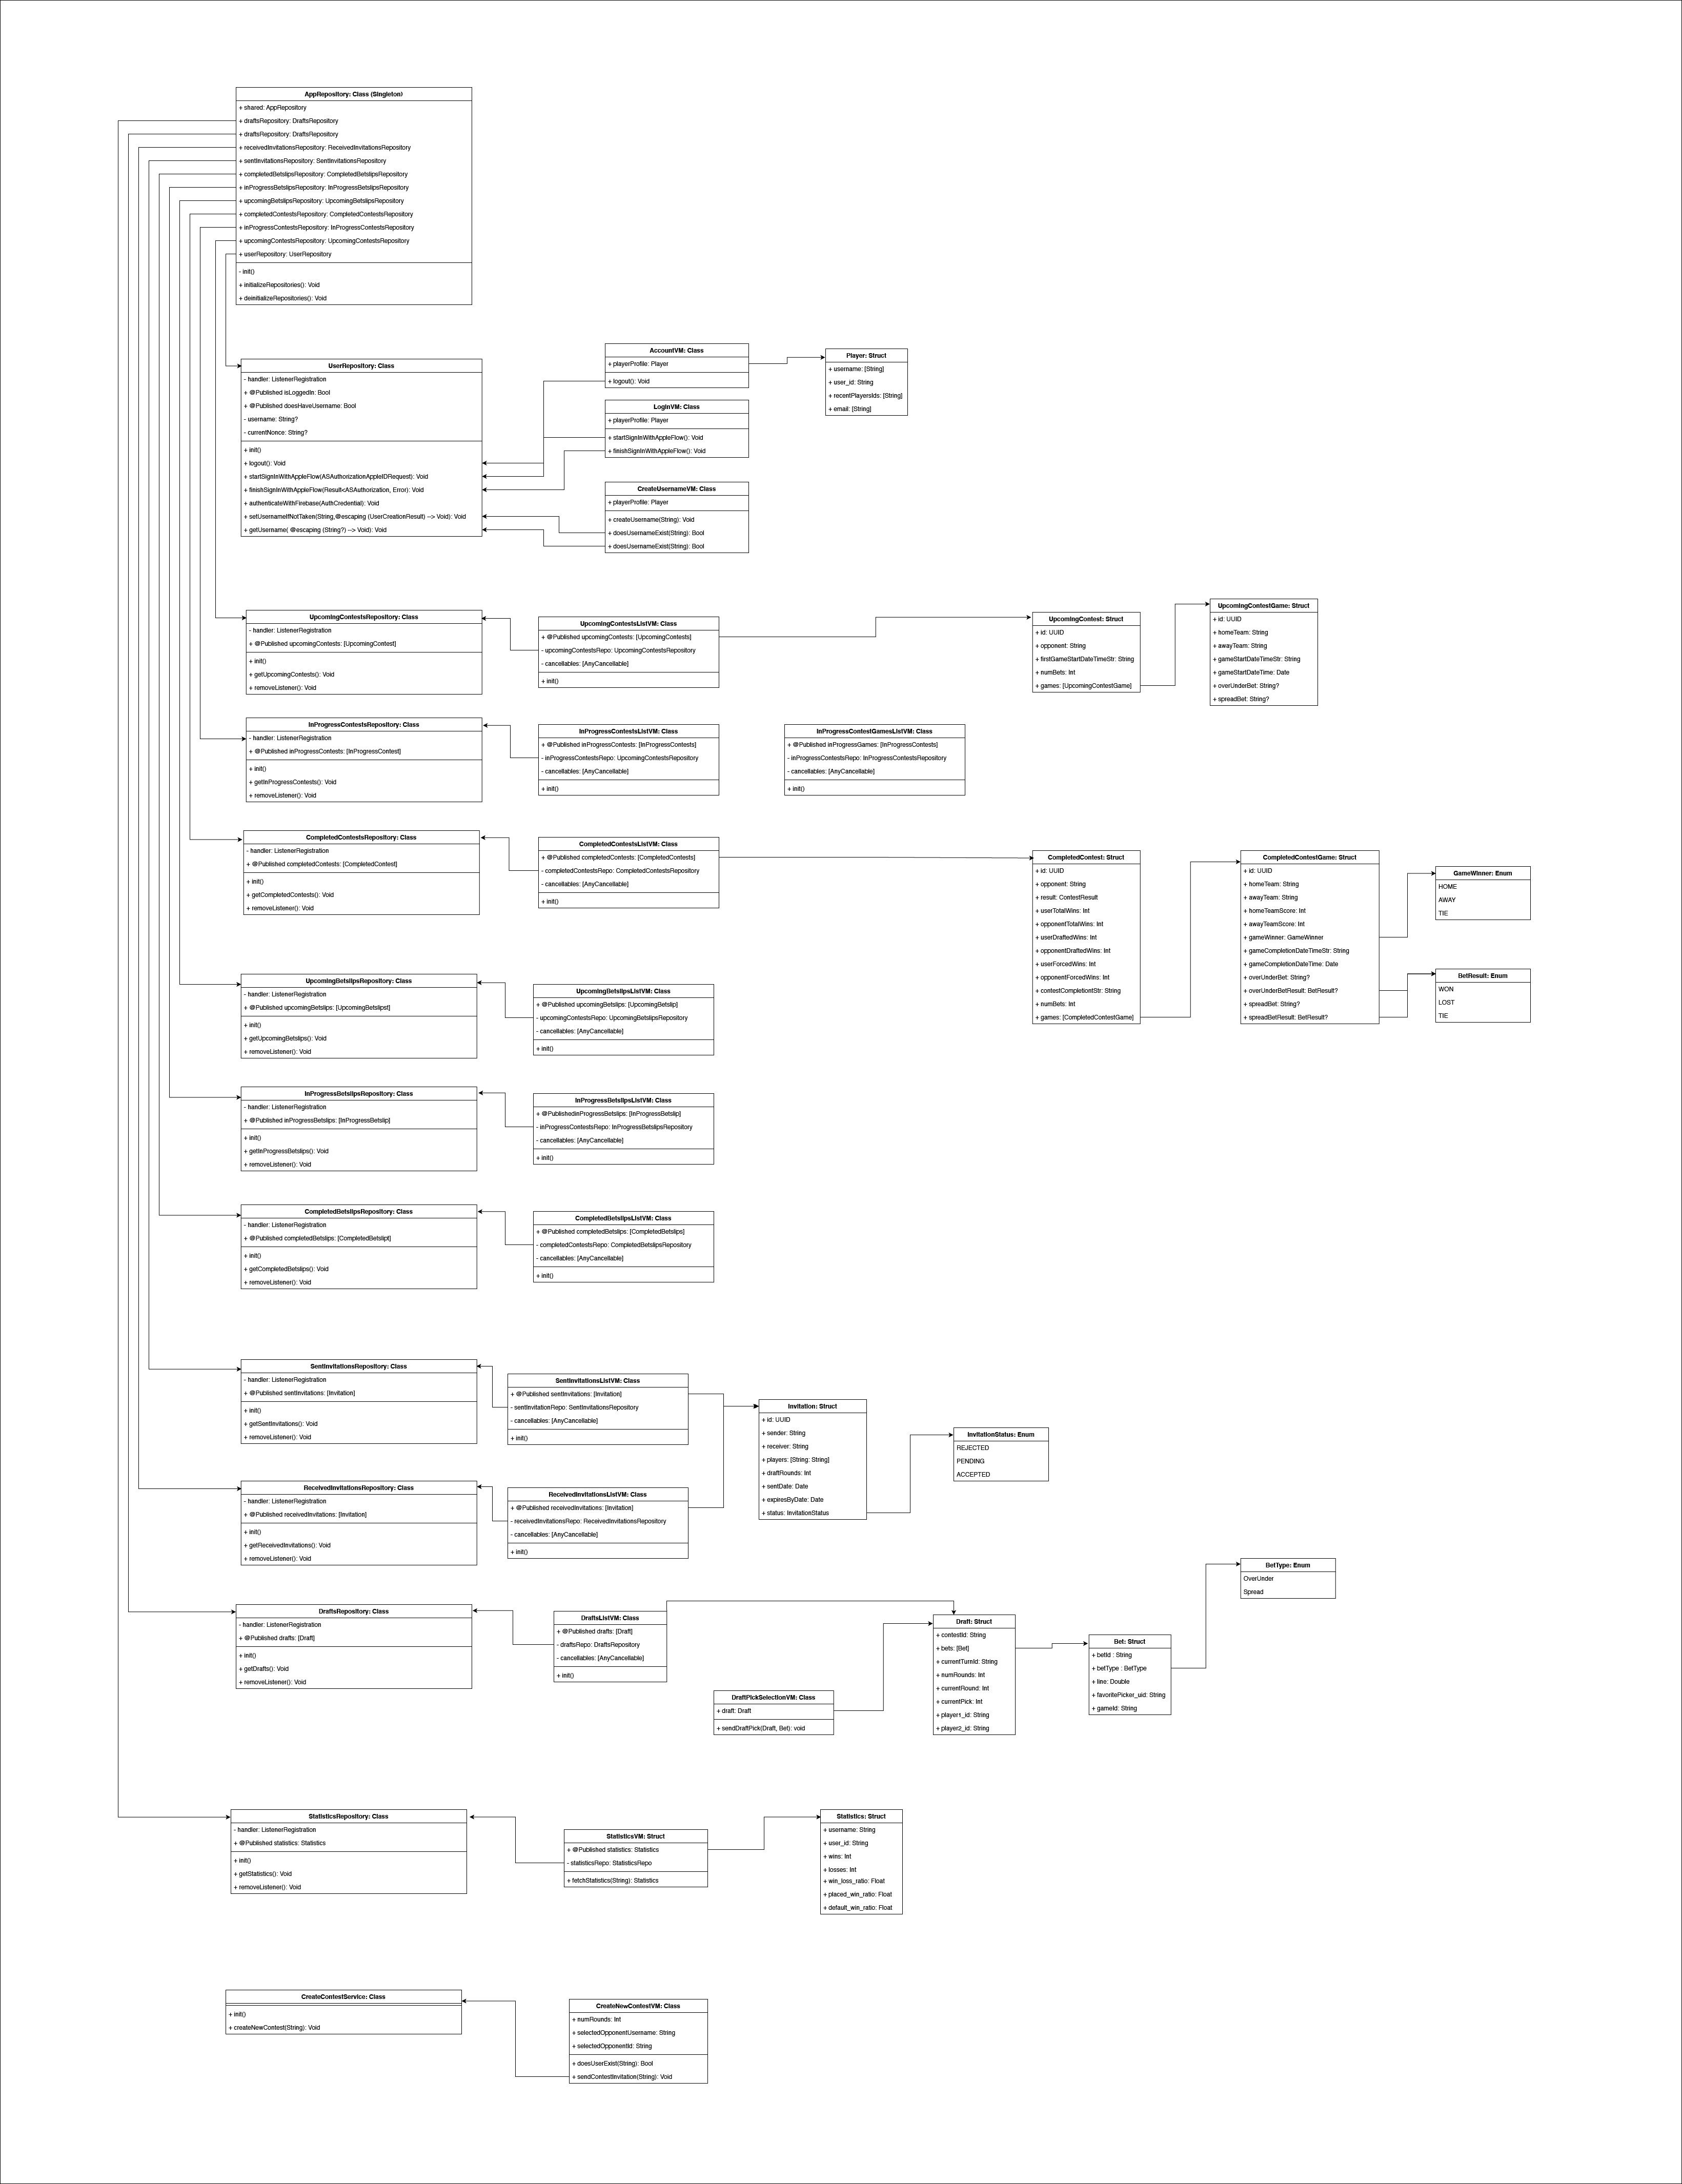 AppRepository: Class (Singleton)
+ shared: AppRepository
+ draftsRepository: DraftsRepository
+ draftsRepository: DraftsRepository
+ receivedInvitationsRepository: ReceivedInvitationsRepository
+ sentInvitationsRepository: SentInvitationsRepository
+ completedBetslipsRepository: CompletedBetslipsRepository
+ inProgressBetslipsRepository: InProgressBetslipsRepository
+ upcomingBetslipsRepository: UpcomingBetslipsRepository
+ completedContestsRepository: CompletedContestsRepository
+ inProgressContestsRepository: InProgressContestsRepository
+ upcomingContestsRepository: UpcomingContestsRepository
+ userRepository: UserRepository
- init()
+ initializeRepositories(): Void
+ deinitializeRepositories(): Void
UserRepository: Class
- handler: ListenerRegistration
+ @Published isLoggedIn: Bool
+ @Published doesHaveUsername: Bool
- username: String?
- currentNonce: String?
+ init()
+ logout(): Void
+ startSignInWithAppleFlow(ASAuthorizationAppleIDRequest): Void
+ finishSignInWithAppleFlow(Result<ASAuthorization, Error): Void
+ authenticateWithFirebase(AuthCredential): Void
+ setUsernameIfNotTaken(String,@escaping (UserCreationResult) --> Void): Void
+ getUsername( @escaping (String?) --> Void): Void
AccountVM: Class
+ playerProfile: Player
+ logout(): Void
Player: Struct
+ username: [String]
+ user_id: String
+ recentPlayersIds: [String]
+ email: [String]
LoginVM: Class
+ playerProfile: Player
+ startSignInWithAppleFlow(): Void
+ finishSignInWithAppleFlow(): Void
CreateUsernameVM: Class
+ playerProfile: Player
+ createUsername(String): Void
+ doesUsernameExist(String): Bool
+ doesUsernameExist(String): Bool
UpcomingContestsRepository: Class
- handler: ListenerRegistration
+ @Published upcomingContests: [UpcomingContest]
+ init()
+ getUpcomingContests(): Void
+ removeListener(): Void
UpcomingContestsListVM: Class
+ @Published upcomingContests: [UpcomingContests]
- upcomingContestsRepo: UpcomingContestsRepository
- cancellables: [AnyCancellable]
+ init()
UpcomingContest: Struct
+ id: UUID
+ opponent: String
+ firstGameStartDateTimeStr: String
+ numBets: Int
+ games: [UpcomingContestGame]
UpcomingContestGame: Struct
+ id: UUID
+ homeTeam: String
+ awayTeam: String
+ gameStartDateTimeStr: String
+ gameStartDateTime: Date
+ overUnderBet: String?
+ spreadBet: String?
InProgressContestsRepository: Class
- handler: ListenerRegistration
+ @Published inProgressContests: [InProgressContest]
+ init()
+ getInProgressContests(): Void
+ removeListener(): Void
InProgressContestsListVM: Class
+ @Published inProgressContests: [InProgressContests]
- inProgressContestsRepo: UpcomingContestsRepository
- cancellables: [AnyCancellable]
+ init()
InProgressContestGamesListVM: Class
+ @Published inProgressGames: [InProgressContests]
- inProgressContestsRepo: InProgressContestsRepository
- cancellables: [AnyCancellable]
+ init()
CompletedContestsRepository: Class
- handler: ListenerRegistration
+ @Published completedContests: [CompletedContest]
+ init()
+ getCompletedContests(): Void
+ removeListener(): Void
CompletedContestsListVM: Class
+ @Published completedContests: [CompletedContests]
- completedContestsRepo: CompletedContestsRepository
- cancellables: [AnyCancellable]
+ init()
CompletedContest: Struct
+ id: UUID
+ opponent: String
+ result: ContestResult
+ userTotalWins: Int
+ opponentTotalWins: Int
+ userDraftedWins: Int
+ opponentDraftedWins: Int
+ userForcedWins: Int
+ opponentForcedWins: Int
+ contestCompletiontStr: String
+ numBets: Int
+ games: [CompletedContestGame]
CompletedContestGame: Struct
+ id: UUID
+ homeTeam: String
+ awayTeam: String
+ homeTeamScore: Int
+ awayTeamScore: Int
+ gameWinner: GameWinner
+ gameCompletionDateTimeStr: String
+ gameCompletionDateTime: Date
+ overUnderBet: String?
+ overUnderBetResult: BetResult?
+ spreadBet: String?
+ spreadBetResult: BetResult?
GameWinner: Enum
HOME
AWAY
TIE
BetResult: Enum
WON
LOST
TIE
UpcomingBetslipsRepository: Class
- handler: ListenerRegistration
+ @Published upcomingBetslips: [UpcomingBetslipst]
+ init()
+ getUpcomingBetslips(): Void
+ removeListener(): Void
UpcomingBetslipsListVM: Class
+ @Published upcomingBetslips: [UpcomingBetslip]
- upcomingContestsRepo: UpcomingBetslipsRepository
- cancellables: [AnyCancellable]
+ init()
InProgressBetslipsRepository: Class
- handler: ListenerRegistration
+ @Published inProgressBetslips: [InProgressBetslip]
+ init()
+ getInProgressBetslips(): Void
+ removeListener(): Void
InProgressBetslipsListVM: Class
+ @PublishedinProgressBetslips: [InProgressBetslip]
- inProgressContestsRepo: InProgressBetslipsRepository
- cancellables: [AnyCancellable]
+ init()
CompletedBetslipsRepository: Class
- handler: ListenerRegistration
+ @Published completedBetslips: [CompletedBetslipt]
+ init()
+ getCompletedBetslips(): Void
+ removeListener(): Void
CompletedBetslipsListVM: Class
+ @Published completedBetslips: [CompletedBetslips]
- completedContestsRepo: CompletedBetslipsRepository
- cancellables: [AnyCancellable]
+ init()
SentInvitationsRepository: Class
- handler: ListenerRegistration
+ @Published sentInvitations: [Invitation]
+ init()
+ getSentInvitations(): Void
+ removeListener(): Void
SentInvitationsListVM: Class
+ @Published sentInvitations: [Invitation]
- sentInvitationRepo: SentInvitationsRepository
- cancellables: [AnyCancellable]
+ init()
Invitation: Struct
+ id: UUID
+ sender: String
+ receiver: String
+ players: [String: String]
+ draftRounds: Int
+ sentDate: Date
+ expiresByDate: Date
+ status: InvitationStatus
InvitationStatus: Enum
REJECTED
PENDING
ACCEPTED
ReceivedInvitationsRepository: Class
- handler: ListenerRegistration
+ @Published receivedInvitations: [Invitation]
+ init()
+ getReceivedInvitations(): Void
+ removeListener(): Void
ReceivedInvitationsListVM: Class
+ @Published receivedInvitations: [Invitation]
- receivedInvitationsRepo: ReceivedInvitationsRepository
- cancellables: [AnyCancellable]
+ init()
BetType: Enum
OverUnder
Spread
DraftsRepository: Class
- handler: ListenerRegistration
+ @Published drafts: [Draft]
+ init()
+ getDrafts(): Void
+ removeListener(): Void
DraftsListVM: Class
+ @Published drafts: [Draft]
- draftsRepo: DraftsRepository
- cancellables: [AnyCancellable]
+ init()
DraftPickSelectionVM: Class
+ draft: Draft
+ sendDraftPick(Draft, Bet): void
Draft: Struct
+ contestId: String
+ bets: [Bet]
+ currentTurnId: String
+ numRounds: Int
+ currentRound: Int
+ currentPick: Int
+ player1_id: String
+ player2_id: String
Bet: Struct
+ betId : String
+ betType : BetType
+ line: Double
+ favoritePicker_uid: String
+ gameId: String
StatisticsRepository: Class
- handler: ListenerRegistration
+ @Published statistics: Statistics
+ init()
+ getStatistics(): Void
+ removeListener(): Void
StatisticsVM: Struct
+ @Published statistics: Statistics
- statisticsRepo: StatisticsRepo
+ fetchStatistics(String): Statistics
Statistics: Struct
+ username: String
+ user_id: String
+ wins: Int
+ losses: Int
+ win_loss_ratio: Float
+ placed_win_ratio: Float
+ default_win_ratio: Float
CreateContestService: Class
+ init()
+ createNewContest(String): Void
CreateNewContestVM: Class
+ numRounds: Int
+ selectedOpponentUsername: String
+ selectedOpponentId: String
+ doesUserExist(String): Bool
+ sendContestInvitation(String): Void